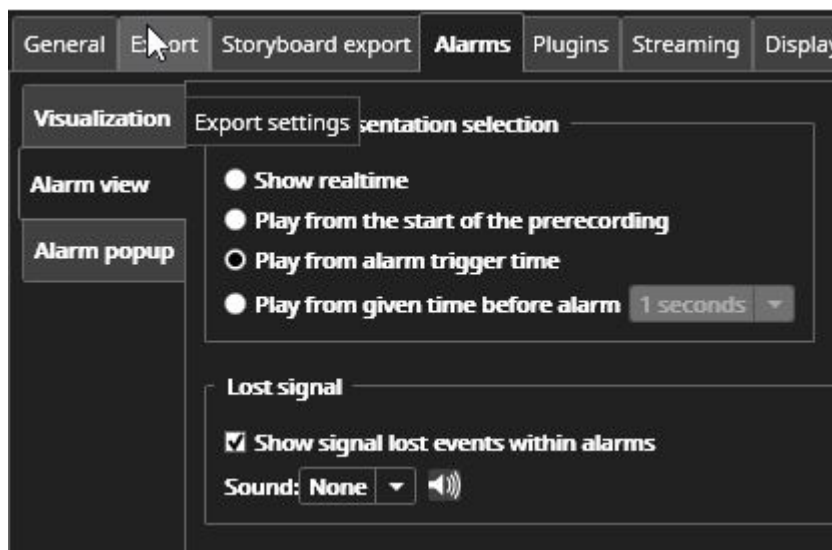 General Export Storyboard export Alarms Plugins Streaming Display
Visualization
Export settings
sentation selection
Alarm view
Show realtime
Play from the start of the prerecording
Alarm popup
Play from alarm trigger time
Play from given time before alarm 1 seconds
Lost signal
Show signal lost events within alarms
Sound: None